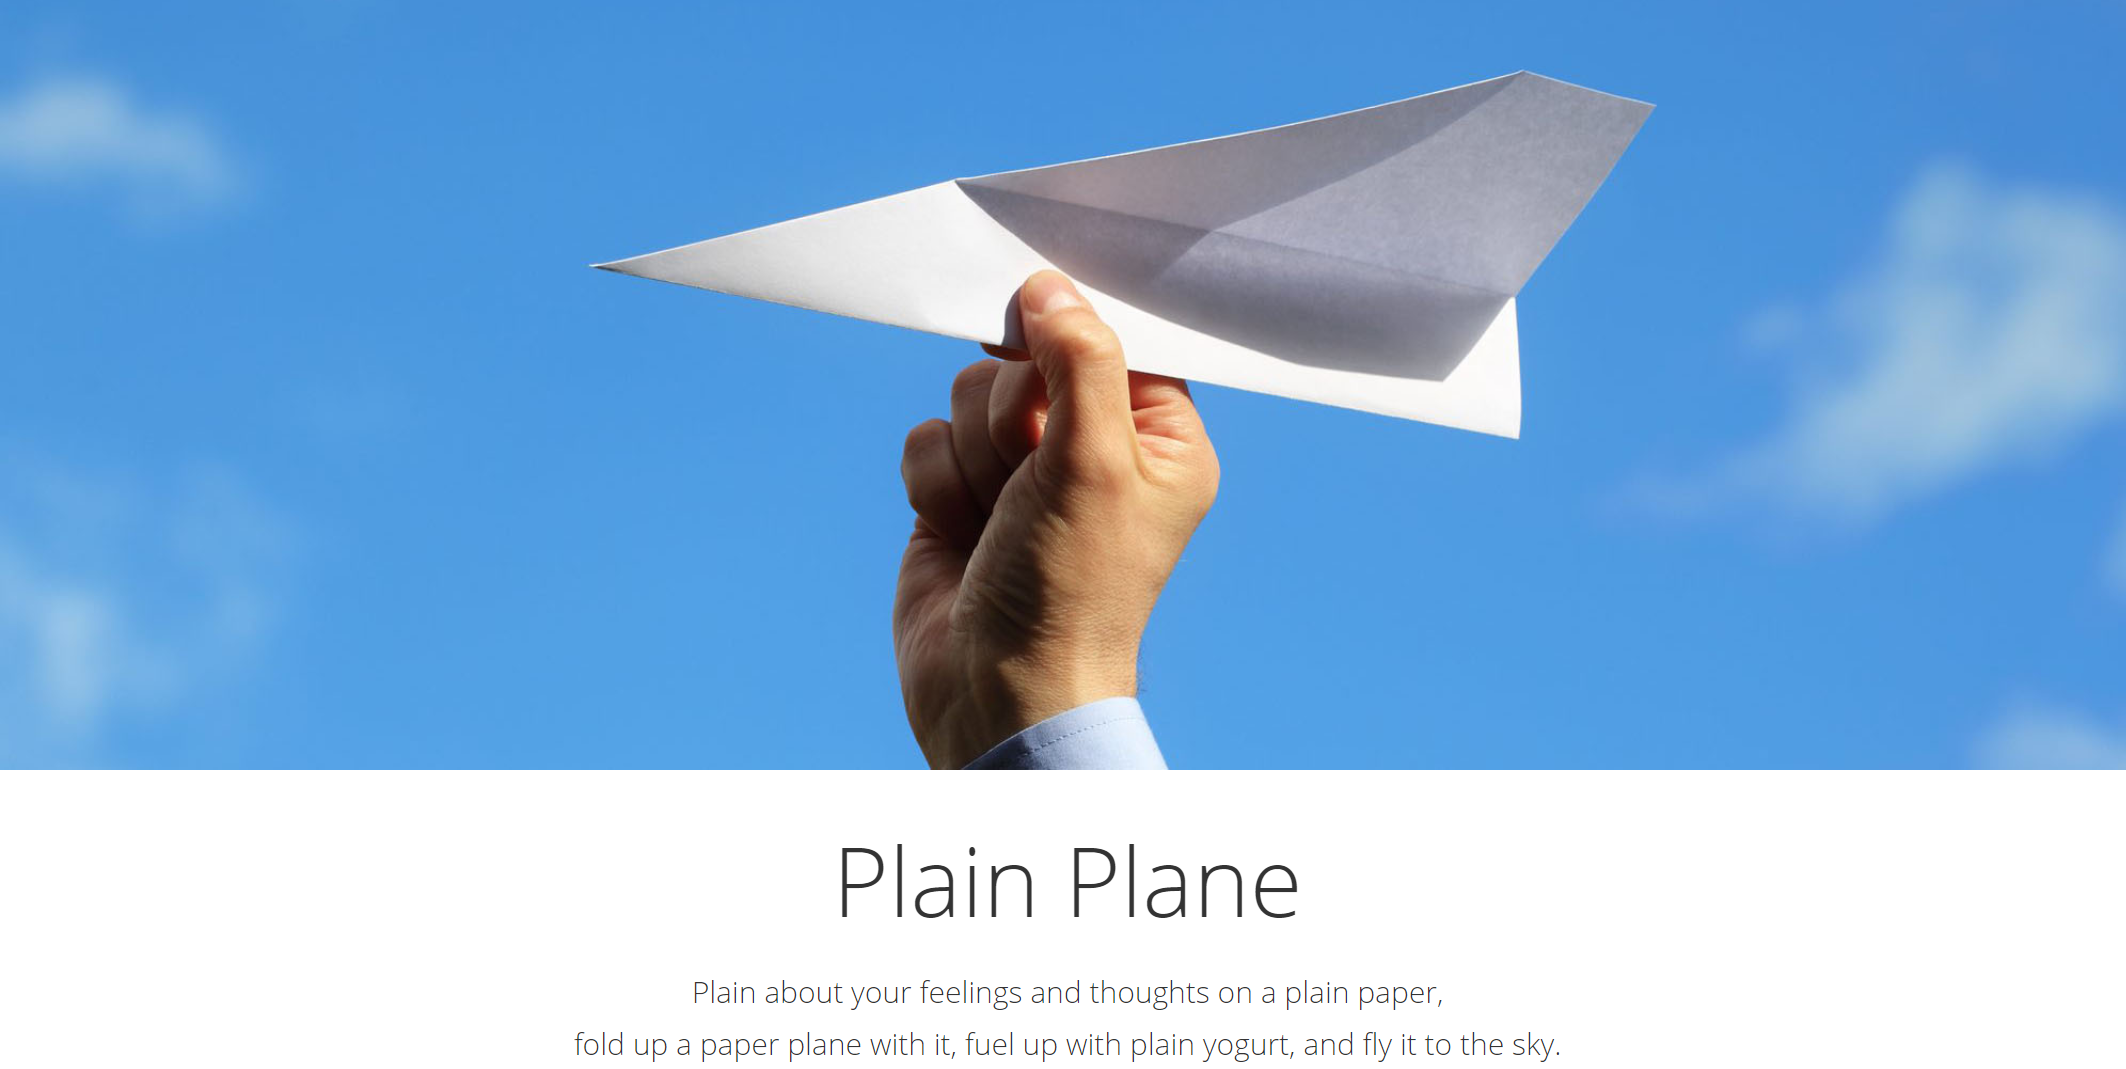 Plain Plane
Plain about your feelings and thoughts on a plain paper,
fold up a paper plane with it, fuel up with plain yogurt, and fly it to the sky.